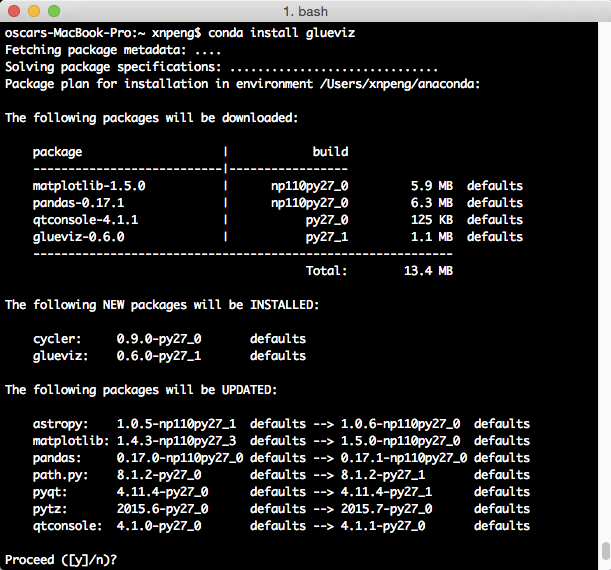 1. bash
oscars-MacBook-Pro:~ xnpeng$ conda install glueviz
Fetching package metadata: ....
Solving package specifications: ..............................
Package plan for installation in environment /Users/xnpeng/anaconda:
The following packages will be downloaded:
package | build
---------------------------|-----------------
matplotlib-1.5.0 | np110py27_0 5.9 MB defaults
pandas-0.17.1 | np110py27_0 6.3 MB defaults
qtconsole-4.1.1 | py27_0 125 KB defaults
glueviz-0.6.0 | py27_1 1.1 MB defaults
------------------------------------------------------------
Total: 13.4 MB
The following NEW packages will be INSTALLED:
cycler: 0.9.0-py27_0 defaults
glueviz: 0.6.0-py27_1 defaults
The following packages will be UPDATED:
astropy: 1.0.5-np110py27_1 defaults --> 1.0.6-np110py27_0 defaults
matplotlib: 1.4.3-np110py27_3 defaults --> 1.5.0-np110py27_0 defaults
pandas: 0.17.0-np110py27_0 defaults --> 0.17.1-np110py27_0 defaults
path.py: 8.1.2-py27_0 defaults --> 8.1.2-py27_1 defaults
pyqt: 4.11.4-py27_0 defaults --> 4.11.4-py27_1 defaults
pytz: 2015.6-py27_0 defaults --> 2015.7-py27_0 defaults
qtconsole: 4.1.0-py27_0 defaults --> 4.1.1-py27_0 defaults
Proceed ([y]/n)?